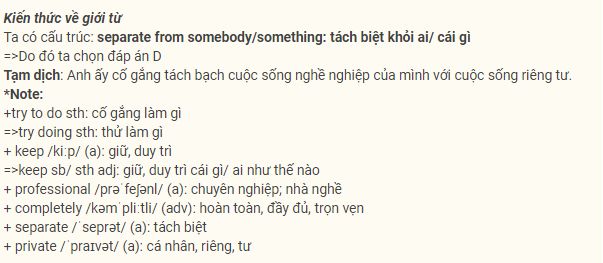 Kiến thức về giới từ
Ta có cấu trúc: separate from somebody/something: tách biệt khỏi ai/ cái gì
=>Do đó ta chọn đáp án D
Tạm dịch: Anh ấy cố gắng tách bạch cuộc sống nghề nghiệp của mình với cuộc sống riêng tư.
*Note:
+try to do sth: cố gắng làm gì
=>try doing sth: thử làm gì
+ keep /kiːp/ (a): giữ, duy trì
=>keep sb/ sth adj: giữ, duy trì cái gì/ ai như thế nào
+ professional /prəˈfeʃənl/ (a): chuyên nghiệp; nhà nghề
+ completely /kəmˈpliːtli/ (adv): hoàn toàn, đầy đủ, trọn vẹn
+ separate /ˈseprət/ (a): tách biệt
+ private /ˈpraɪvət/ (a): cá nhân, riêng, tư